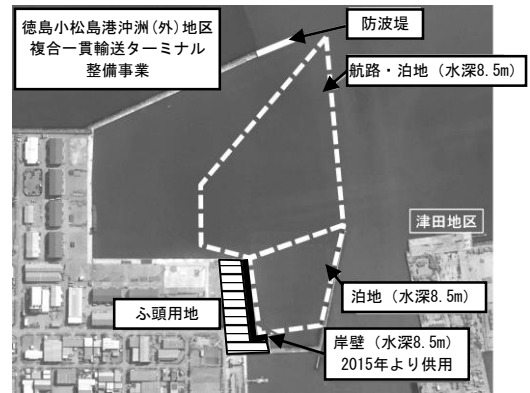 徳島小松島港沖洲(外)地区
複合一貫輸送ターミナル
整備事業
防波堤
航路・泊地（水深8.5m）
津田地区
泊地（水深8.5m）
ふ頭用地
岸壁（水深8.5m）
2015年より供用